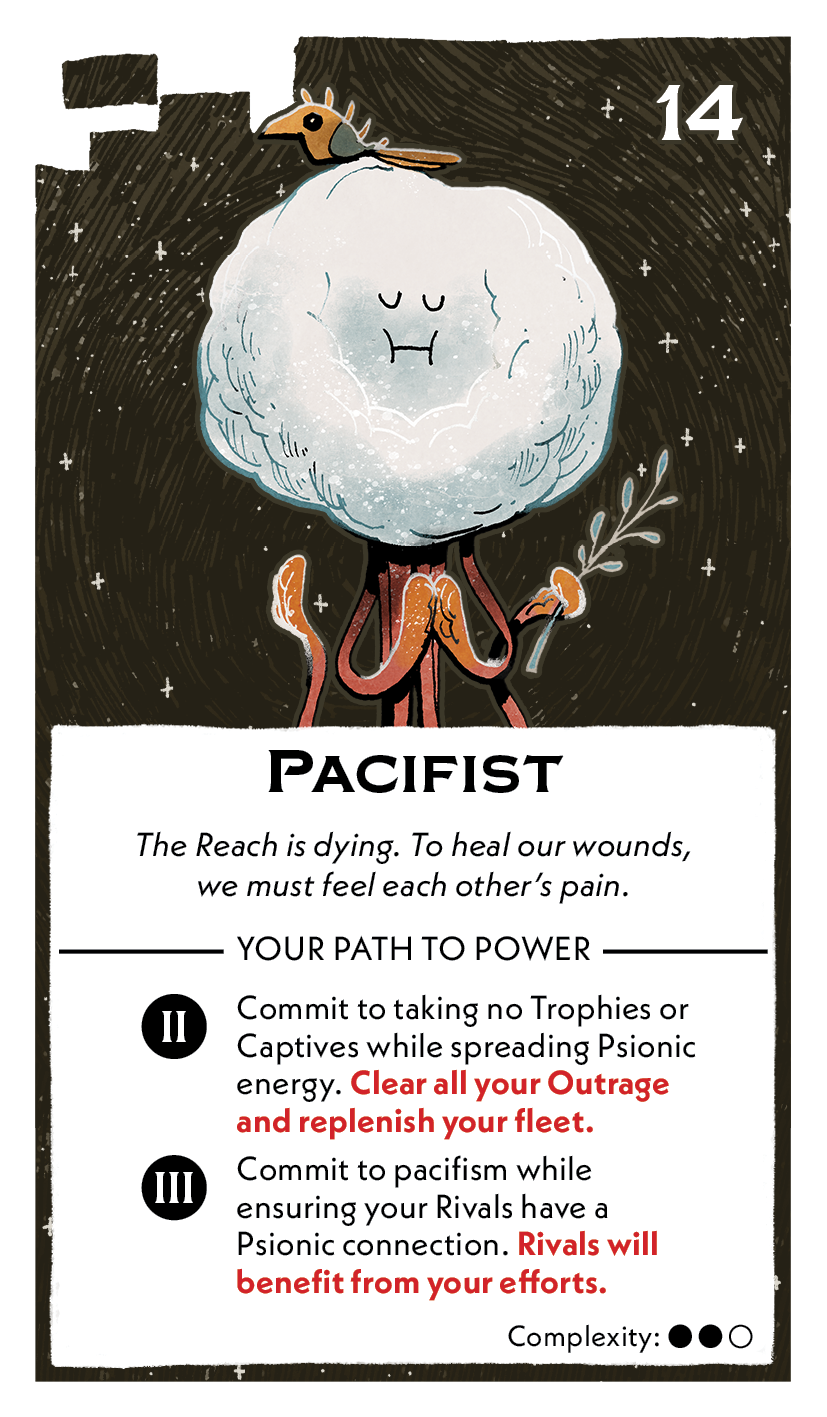 14
PACIFIST
The Reach is dying. To heal our wounds,
we must feel each other's pain.
YOUR PATH TO POWER
II
Commit to taking no Trophies or
Captives while spreading Psionic
energy. Clear all your Outrage
and replenish your fleet.
III
Commit to pacifism while
ensuring your Rivals have a
Psionic connection. Rivals will
benefit from your efforts.
Complexity: ●●○